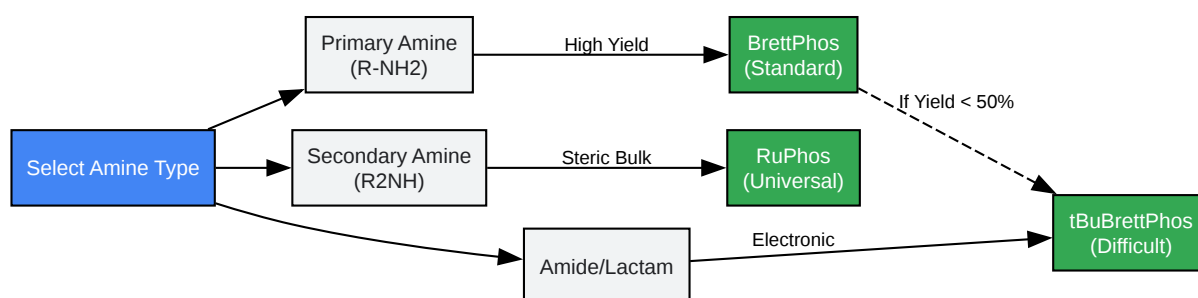 Primary Amine
(R-NH2)
High Yield
BrettPhos
(Standard)
If Yield < 50%
Select Amine Type
Secondary Amine
(R2NH)
Steric Bulk
RuPhos
(Universal)
Amide/Lactam
Electronic
tBuBrettPhos
(Difficult)